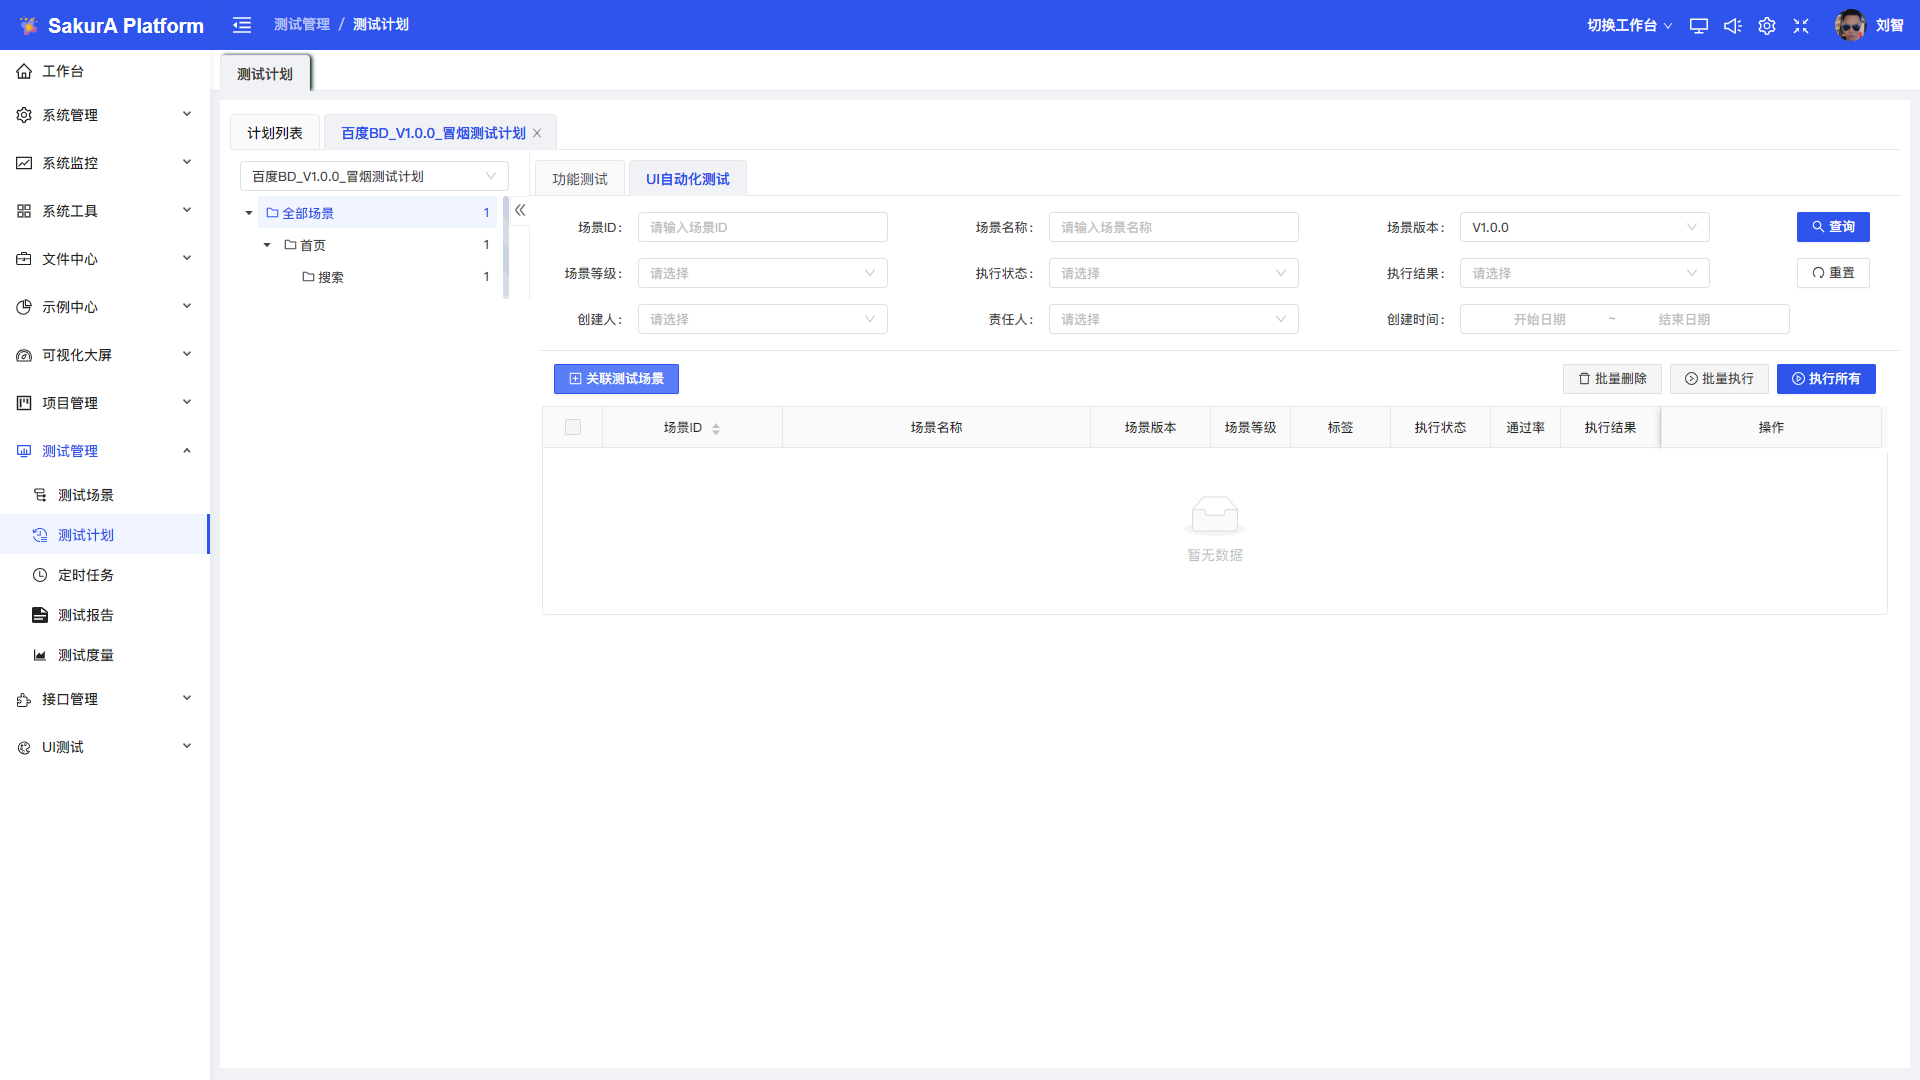 SakurA Platform
测试管理 / 测试计划
切换工作台
刘智
工作台
系统管理
系统监控
系统工具
文件中心
示例中心
可视化大屏
项目管理
测试管理
测试场景
测试计划
定时任务
测试报告
测试度量
接口管理
UI测试
测试计划
计划列表
百度BD_V1.0.0_冒烟测试计划
百度BD_V1.0.0_冒烟测试计划
全部场景 1
首页 1
搜索 1
功能测试
UI自动化测试
场景ID: 请输入场景ID
场景名称: 请输入场景名称
场景版本: V1.0.0
查询
场景等级: 请选择
执行状态: 请选择
执行结果: 请选择
重置
创建人: 请选择
责任人: 请选择
创建时间: 开始日期 ~ 结束日期
关联测试场景
批量删除
批量执行
执行所有
场景ID 场景名称 场景版本 场景等级 标签 执行状态 通过率 执行结果 操作
暂无数据